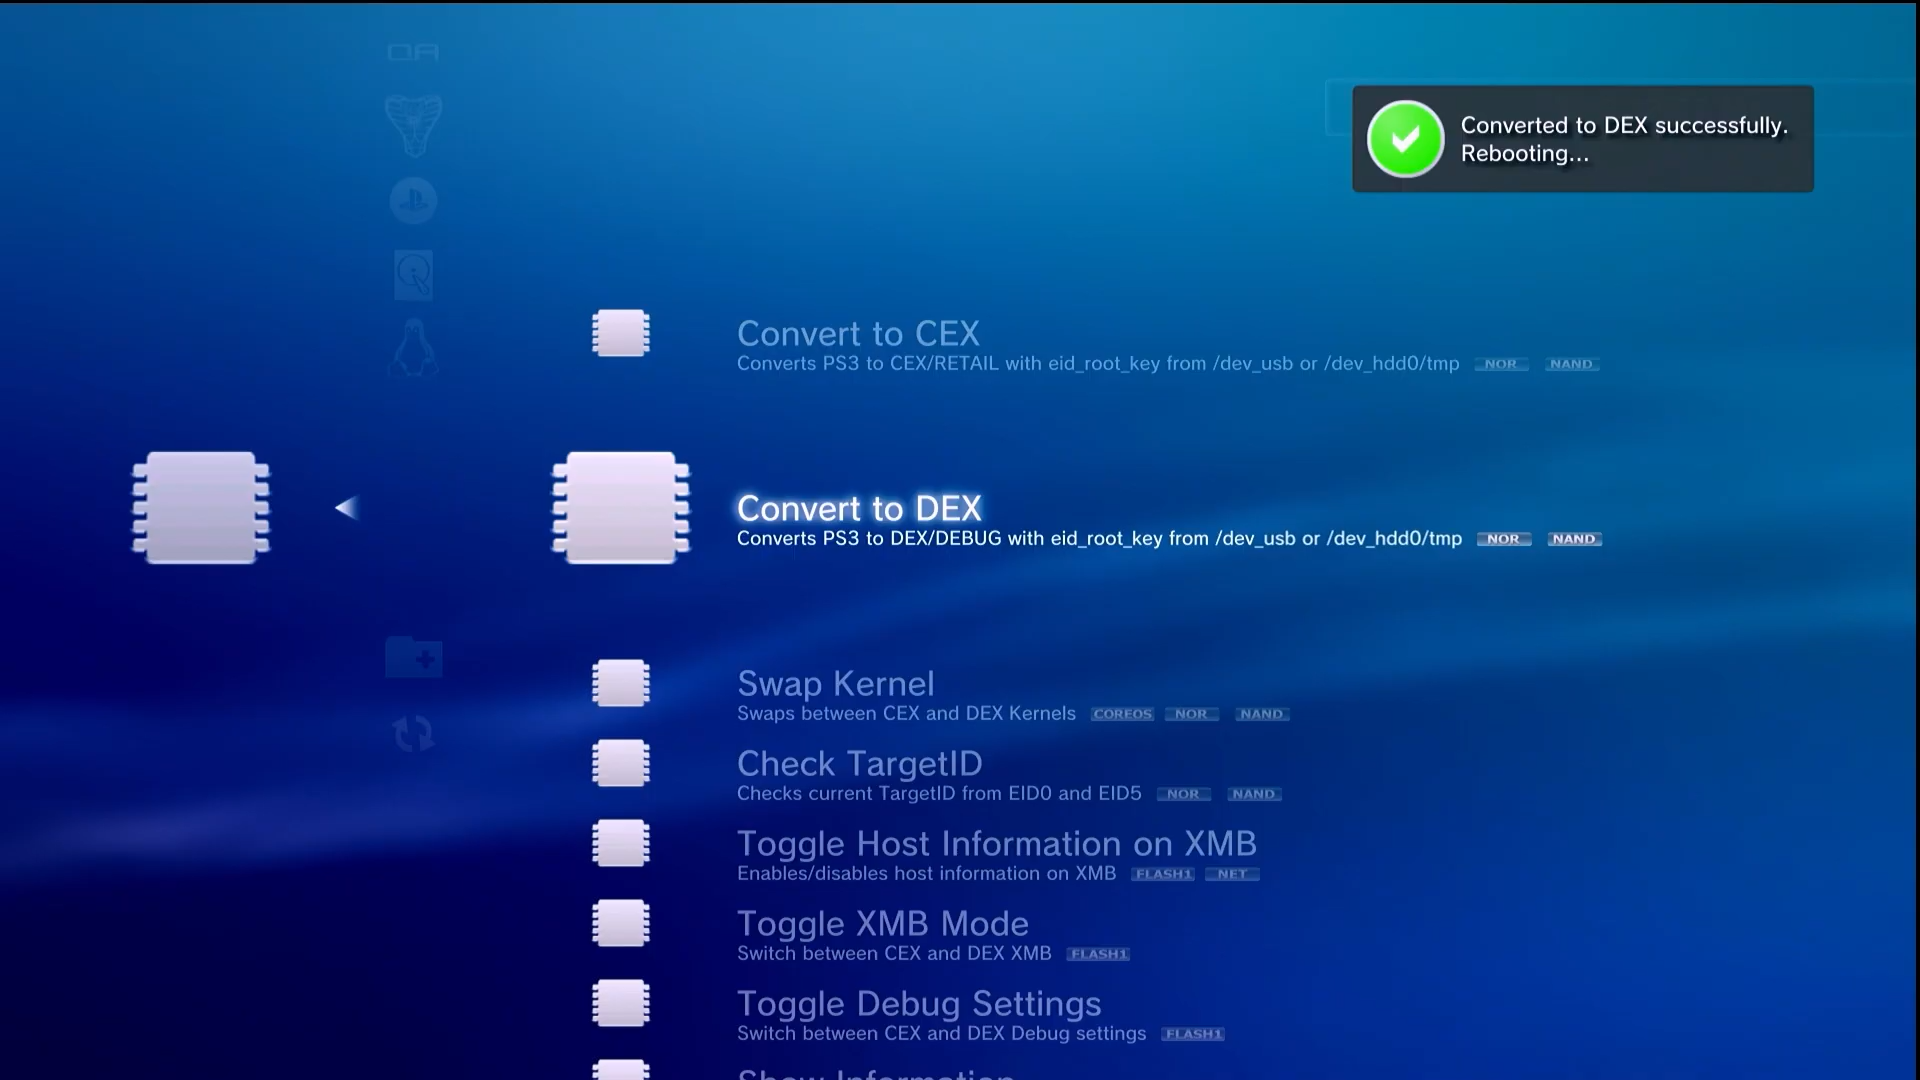 QA
Converted to DEX successfully.
Rebooting...
Convert to CEX
Converts PS3 to CEX/RETAIL with eid_root_key from /dev_usb or /dev_hdd0/tmp NOR NAND
Convert to DEX
Converts PS3 to DEX/DEBUG with eid_root_key from /dev_usb or /dev_hdd0/tmp NOR NAND
Swap Kernel
Swaps between CEX and DEX Kernels COREOS NOR NAND
Check TargetID
Checks current TargetID from EID0 and EID5 NOR NAND
Toggle Host Information on XMB
Enables/disables host information on XMB FLASH1 NET
Toggle XMB Mode
Switch between CEX and DEX XMB FLASH1
Toggle Debug Settings
Switch between CEX and DEX Debug settings FLASH1
Show Information